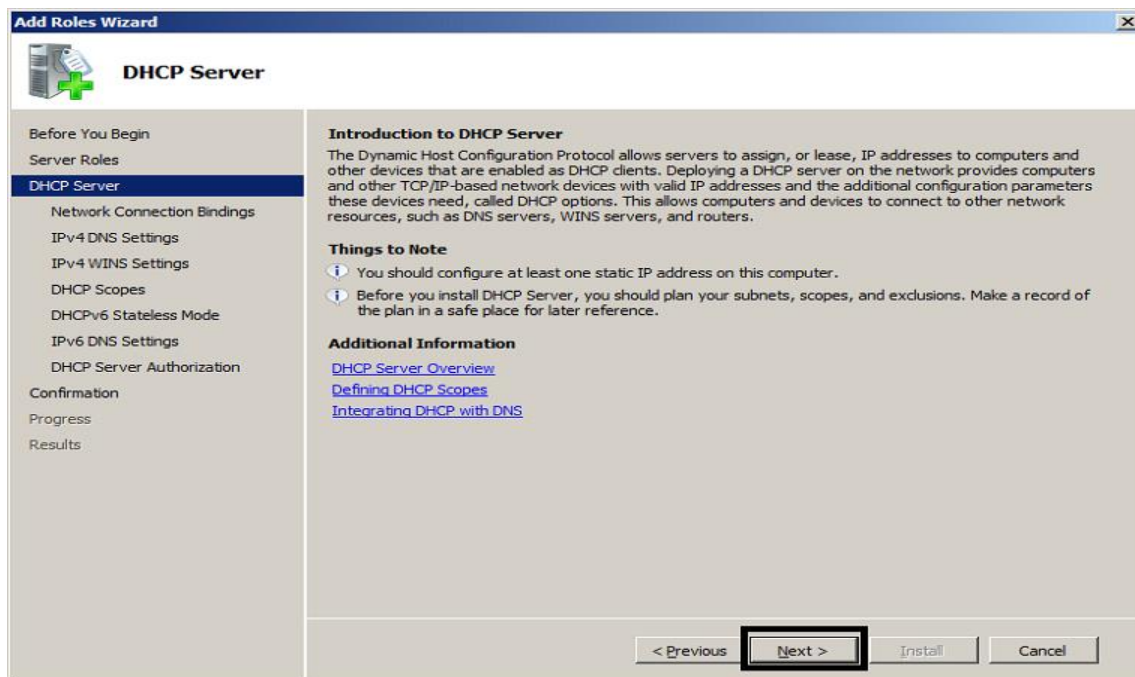 Add Roles Wizard
DHCP Server
Before You Begin
Server Roles
DHCP Server
Network Connection Bindings
IPv4 DNS Settings
IPv4 WINS Settings
DHCP Scopes
DHCPv6 Stateless Mode
IPv6 DNS Settings
DHCP Server Authorization
Confirmation
Progress
Results
Introduction to DHCP Server
The Dynamic Host Configuration Protocol allows servers to assign, or lease, IP addresses to computers and
other devices that are enabled as DHCP clients. Deploying a DHCP server on the network provides computers
and other TCP/IP-based network devices with valid IP addresses and the additional configuration parameters
these devices need, called DHCP options. This allows computers and devices to connect to other network
resources, such as DNS servers, WINS servers, and routers.
Things to Note
You should configure at least one static IP address on this computer.
Before you install DHCP Server, you should plan your subnets, scopes, and exclusions. Make a record of
the plan in a safe place for later reference.
Additional Information
DHCP Server Overview
Defining DHCP Scopes
Integrating DHCP with DNS
< Previous
Next >
Install
Cancel